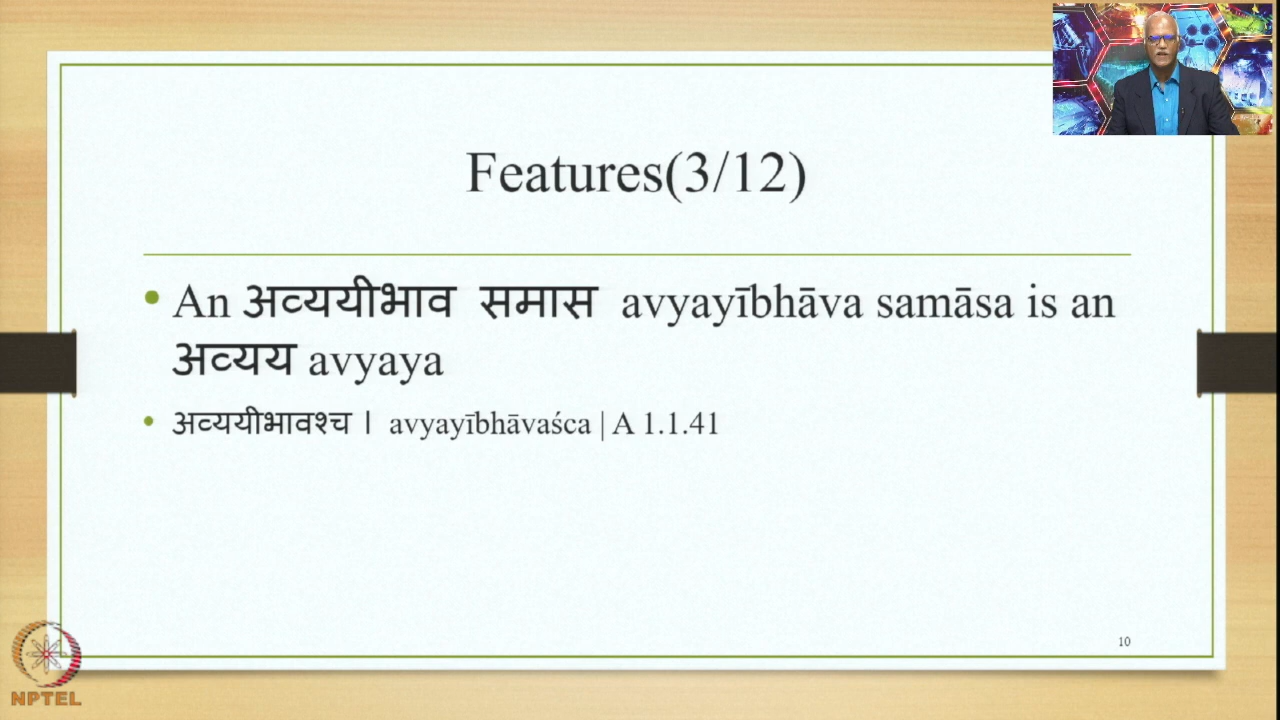 Features(3/12)
• An अव्ययीभाव समास avyayībhāva samāsa is an
अव्यय avyaya
• अव्ययीभावश्च । avyayībhāvaśca | A 1.1.41
10
NPTEL